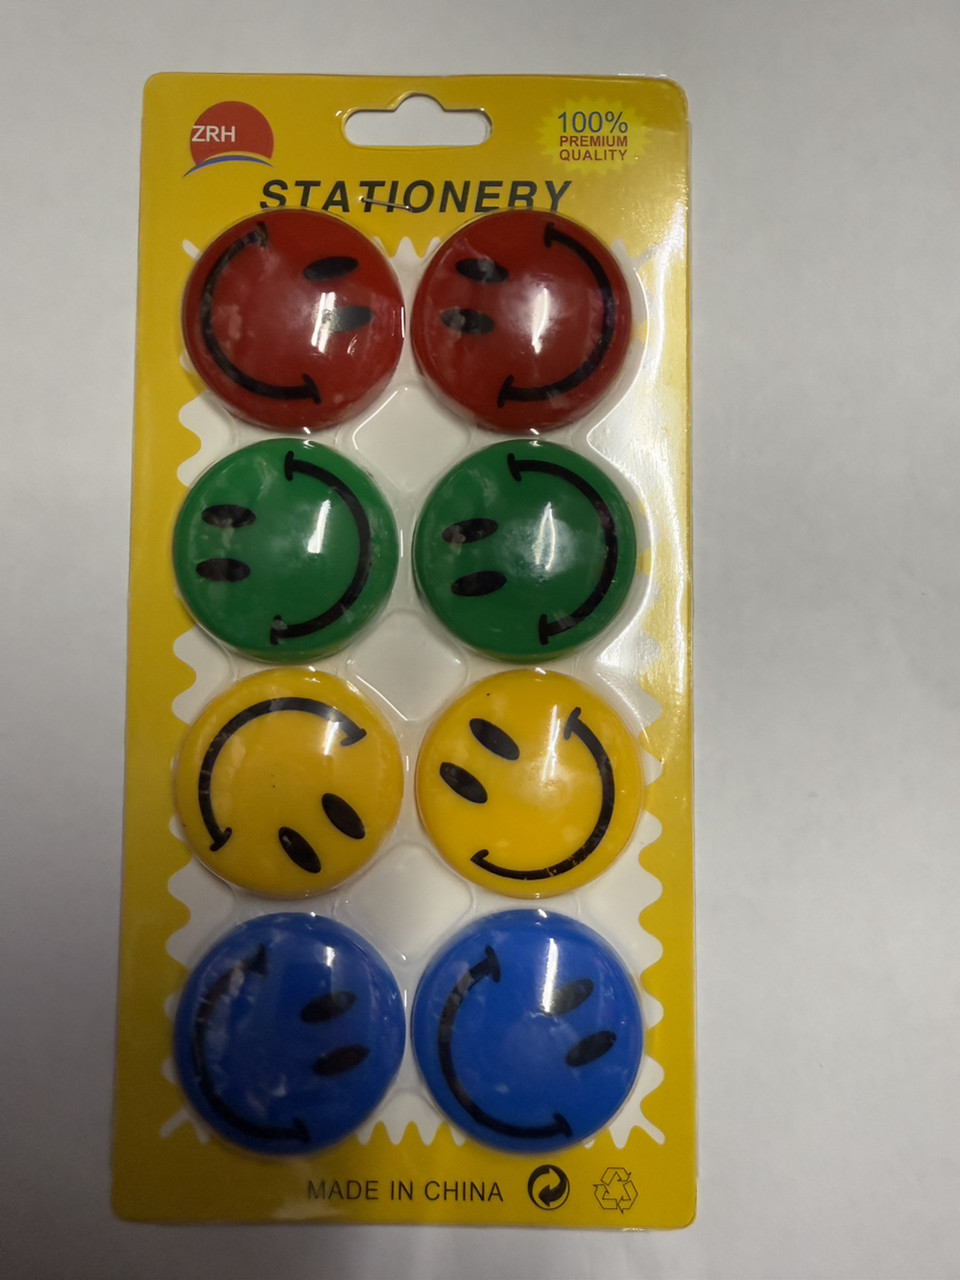 ZRH
100%
PREMIUM
QUALITY
STATIONERY
MADE IN CHINA